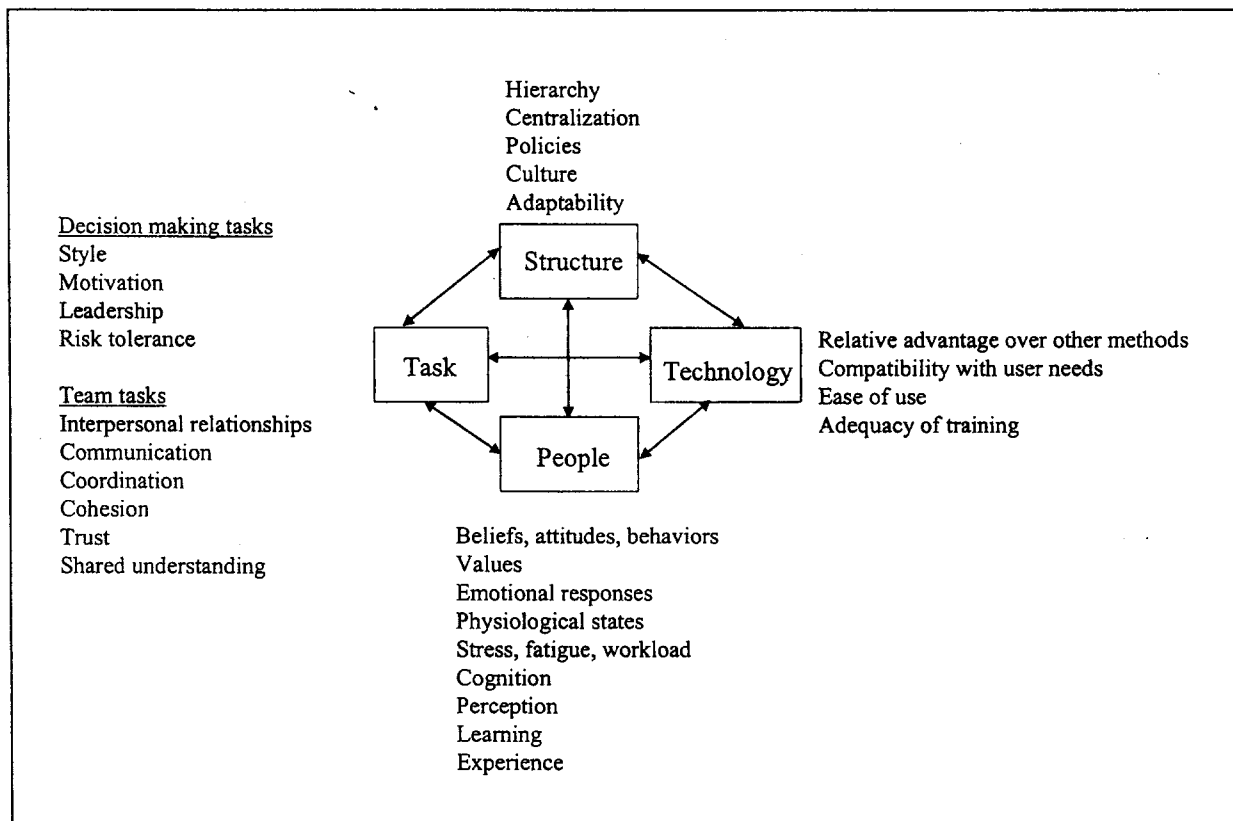 Hierarchy
Centralization
Policies
Culture
Adaptability
Structure
Decision making tasks
Style
Motivation
Leadership
Risk tolerance
Task
Team tasks
Interpersonal relationships
Communication
Coordination
Cohesion
Trust
Shared understanding
Technology
Relative advantage over other methods
Compatibility with user needs
Ease of use
Adequacy of training
People
Beliefs, attitudes, behaviors
Values
Emotional responses
Physiological states
Stress, fatigue, workload
Cognition
Perception
Learning
Experience